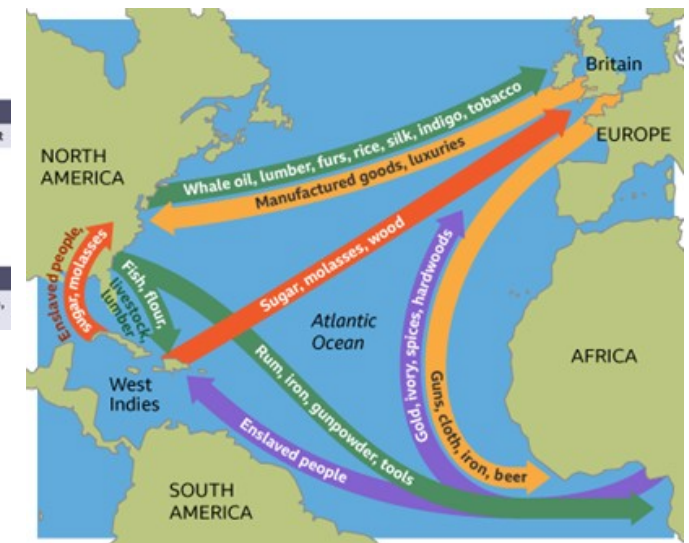 Britain
EUROPE
NORTH
AMERICA
Whale oil, lumber, furs, rice, silk, indigo, tobacco
Manufactured goods, luxuries
Enslaved people,
sugar, molasses
Fish, flour,
livestock,
lumber
Sugar, molasses, wood
Gold, ivory, spices, hardwoods
Atlantic
Ocean
AFRICA
West
Indies
Rum, iron, gunpowder, tools
Guns, cloth, iron, beer
Enslaved people
SOUTH
AMERICA